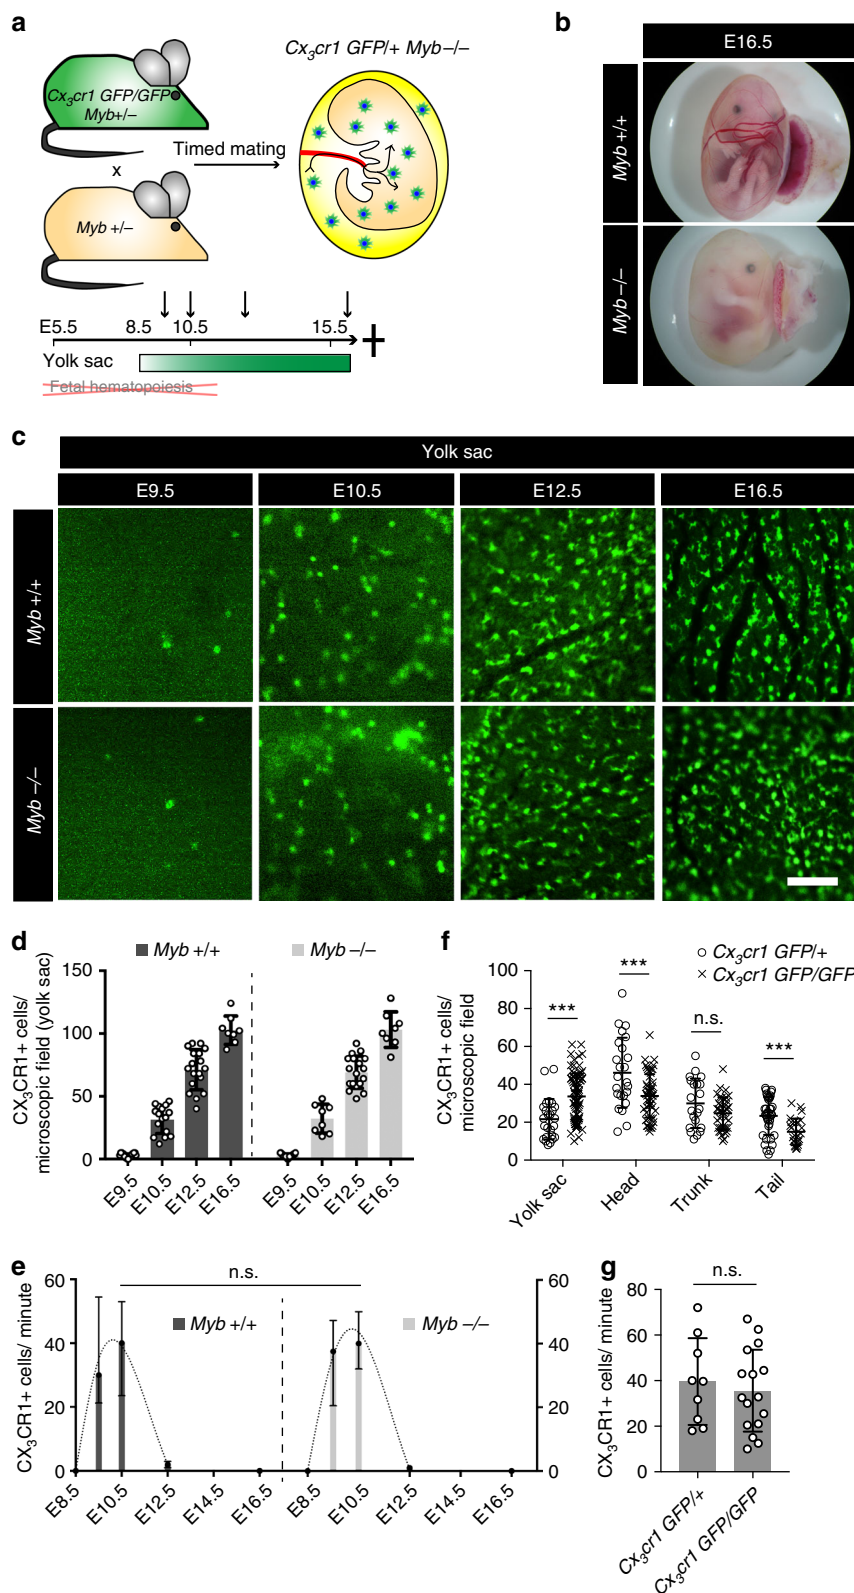 a
Cx3cr1 GFP/+ Myb–/–
Cx3cr1 GFP/GFP
Myb+/–
Timed mating
x
Myb +/–
E5.5 8.5 10.5 15.5
Yolk sac
Fetal hematopoiesis
b
E16.5
Myb +/+
Myb –/–
c
Yolk sac
E9.5 E10.5 E12.5 E16.5
Myb +/+
Myb –/–
d
Myb +/+ Myb –/–
CX3CR1+ cells/
microscopic field (yolk sac)
150
100
50
0
E9.5 E10.5 E12.5 E16.5 E9.5 E10.5 E12.5 E16.5
f
Cx3cr1 GFP/+
Cx3cr1 GFP/GFP
CX3CR1+ cells/
microscopic field
100
80
60
40
20
0
*** *** n.s. ***
Yolk sac Head Trunk Tail
e
n.s.
Myb +/+ Myb –/–
CX3CR1+ cells/ minute
60 60
40 40
20 20
0 0
E8.5 E10.5 E12.5 E14.5 E16.5 E8.5 E10.5 E12.5 E14.5 E16.5
g
n.s.
CX3CR1+ cells/ minute
80
60
40
20
0
Cx3cr1 GFP/+
Cx3cr1 GFP/GFP